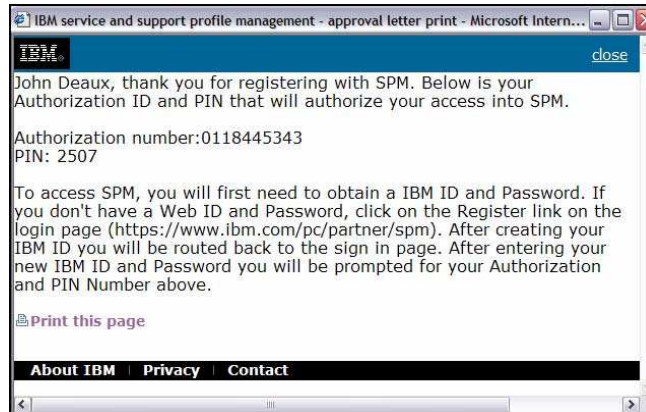 IBM service and support profile management - approval letter print - Microsoft Intern...
IBM®
close
John Deaux, thank you for registering with SPM. Below is your
Authorization ID and PIN that will authorize your access into SPM.
Authorization number:0118445343
PIN: 2507
To access SPM, you will first need to obtain a IBM ID and Password. If
you don't have a Web ID and Password, click on the Register link on the
login page (https://www.ibm.com/pc/partner/spm). After creating your
IBM ID you will be routed back to the sign in page. After entering your
new IBM ID and Password you will be prompted for your Authorization
and PIN Number above.
Print this page
About IBM | Privacy | Contact